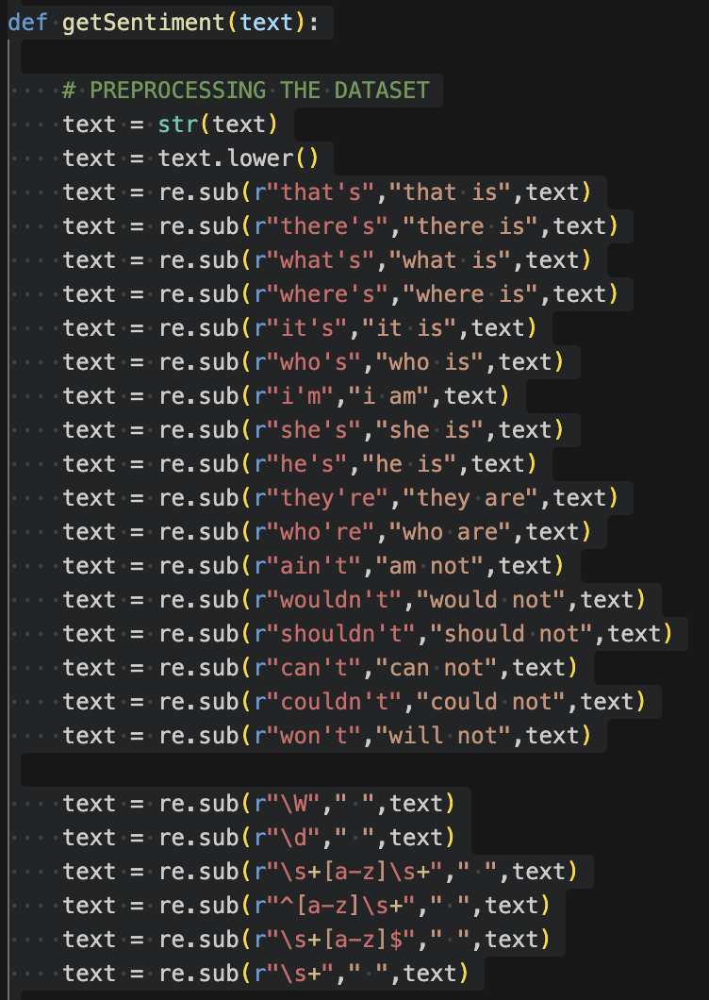 def getSentiment(text):
    # PREPROCESSING THE DATASET
    text = str(text)
    text = text.lower()
    text = re.sub(r"that's","that is",text)
    text = re.sub(r"there's","there is",text)
    text = re.sub(r"what's","what is",text)
    text = re.sub(r"where's","where is",text)
    text = re.sub(r"it's","it is",text)
    text = re.sub(r"who's","who is",text)
    text = re.sub(r"i'm","i am",text)
    text = re.sub(r"she's","she is",text)
    text = re.sub(r"he's","he is",text)
    text = re.sub(r"they're","they are",text)
    text = re.sub(r"who're","who are",text)
    text = re.sub(r"ain't","am not",text)
    text = re.sub(r"wouldn't","would not",text)
    text = re.sub(r"shouldn't","should not",text)
    text = re.sub(r"can't","can not",text)
    text = re.sub(r"couldn't","could not",text)
    text = re.sub(r"won't","will not",text)
    text = re.sub(r"\W"," ",text)
    text = re.sub(r"\d"," ",text)
    text = re.sub(r"\s+[a-z]\s+"," ",text)
    text = re.sub(r"^[a-z]\s+"," ",text)
    text = re.sub(r"\s+[a-z]$"," ",text)
    text = re.sub(r"\s+"," ",text)